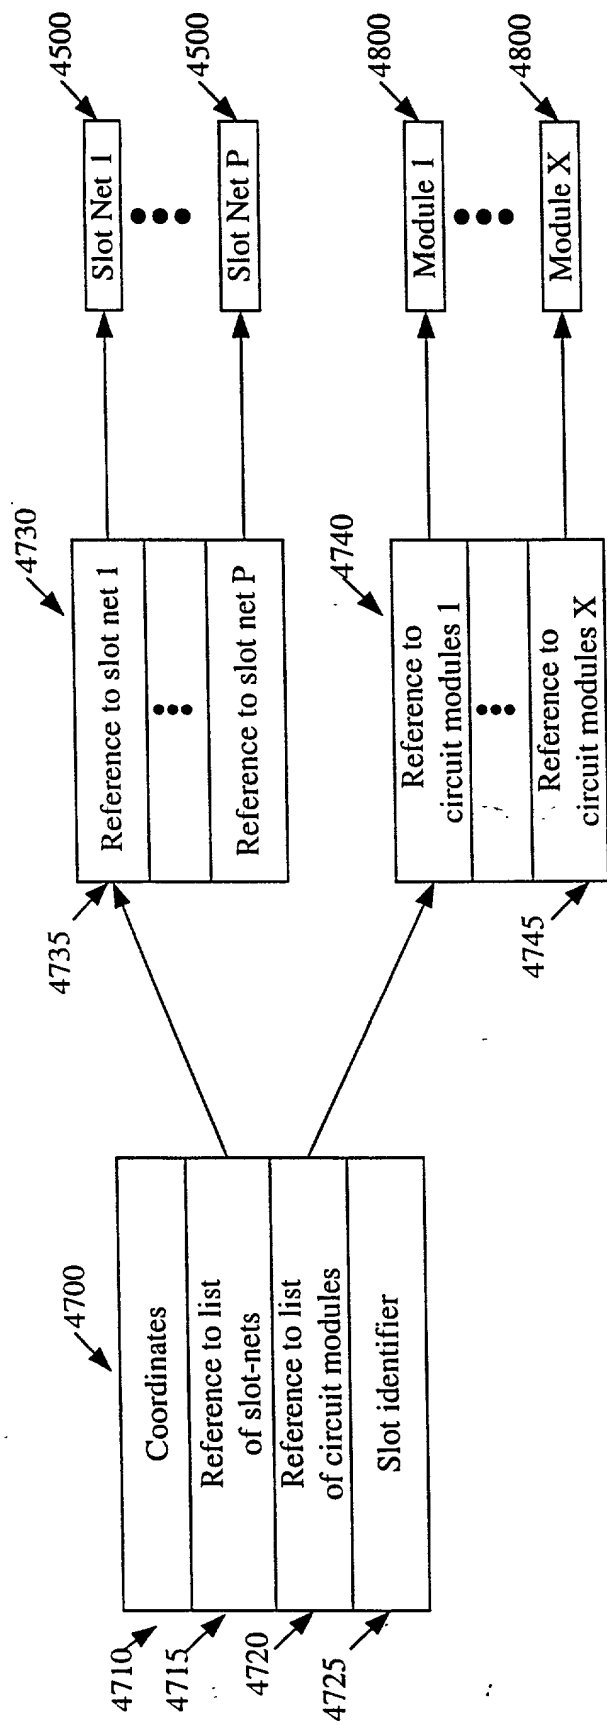 4700
4710
Coordinates
4715
Reference to list
of slot-nets
4720
Reference to list
of circuit modules
4725
Slot identifier
4730
4735
Reference to slot net 1
Reference to slot net P
4740
Reference to
circuit modules 1
Reference to
circuit modules X
4745
4500
Slot Net 1
4500
Slot Net P
4800
Module 1
4800
Module X